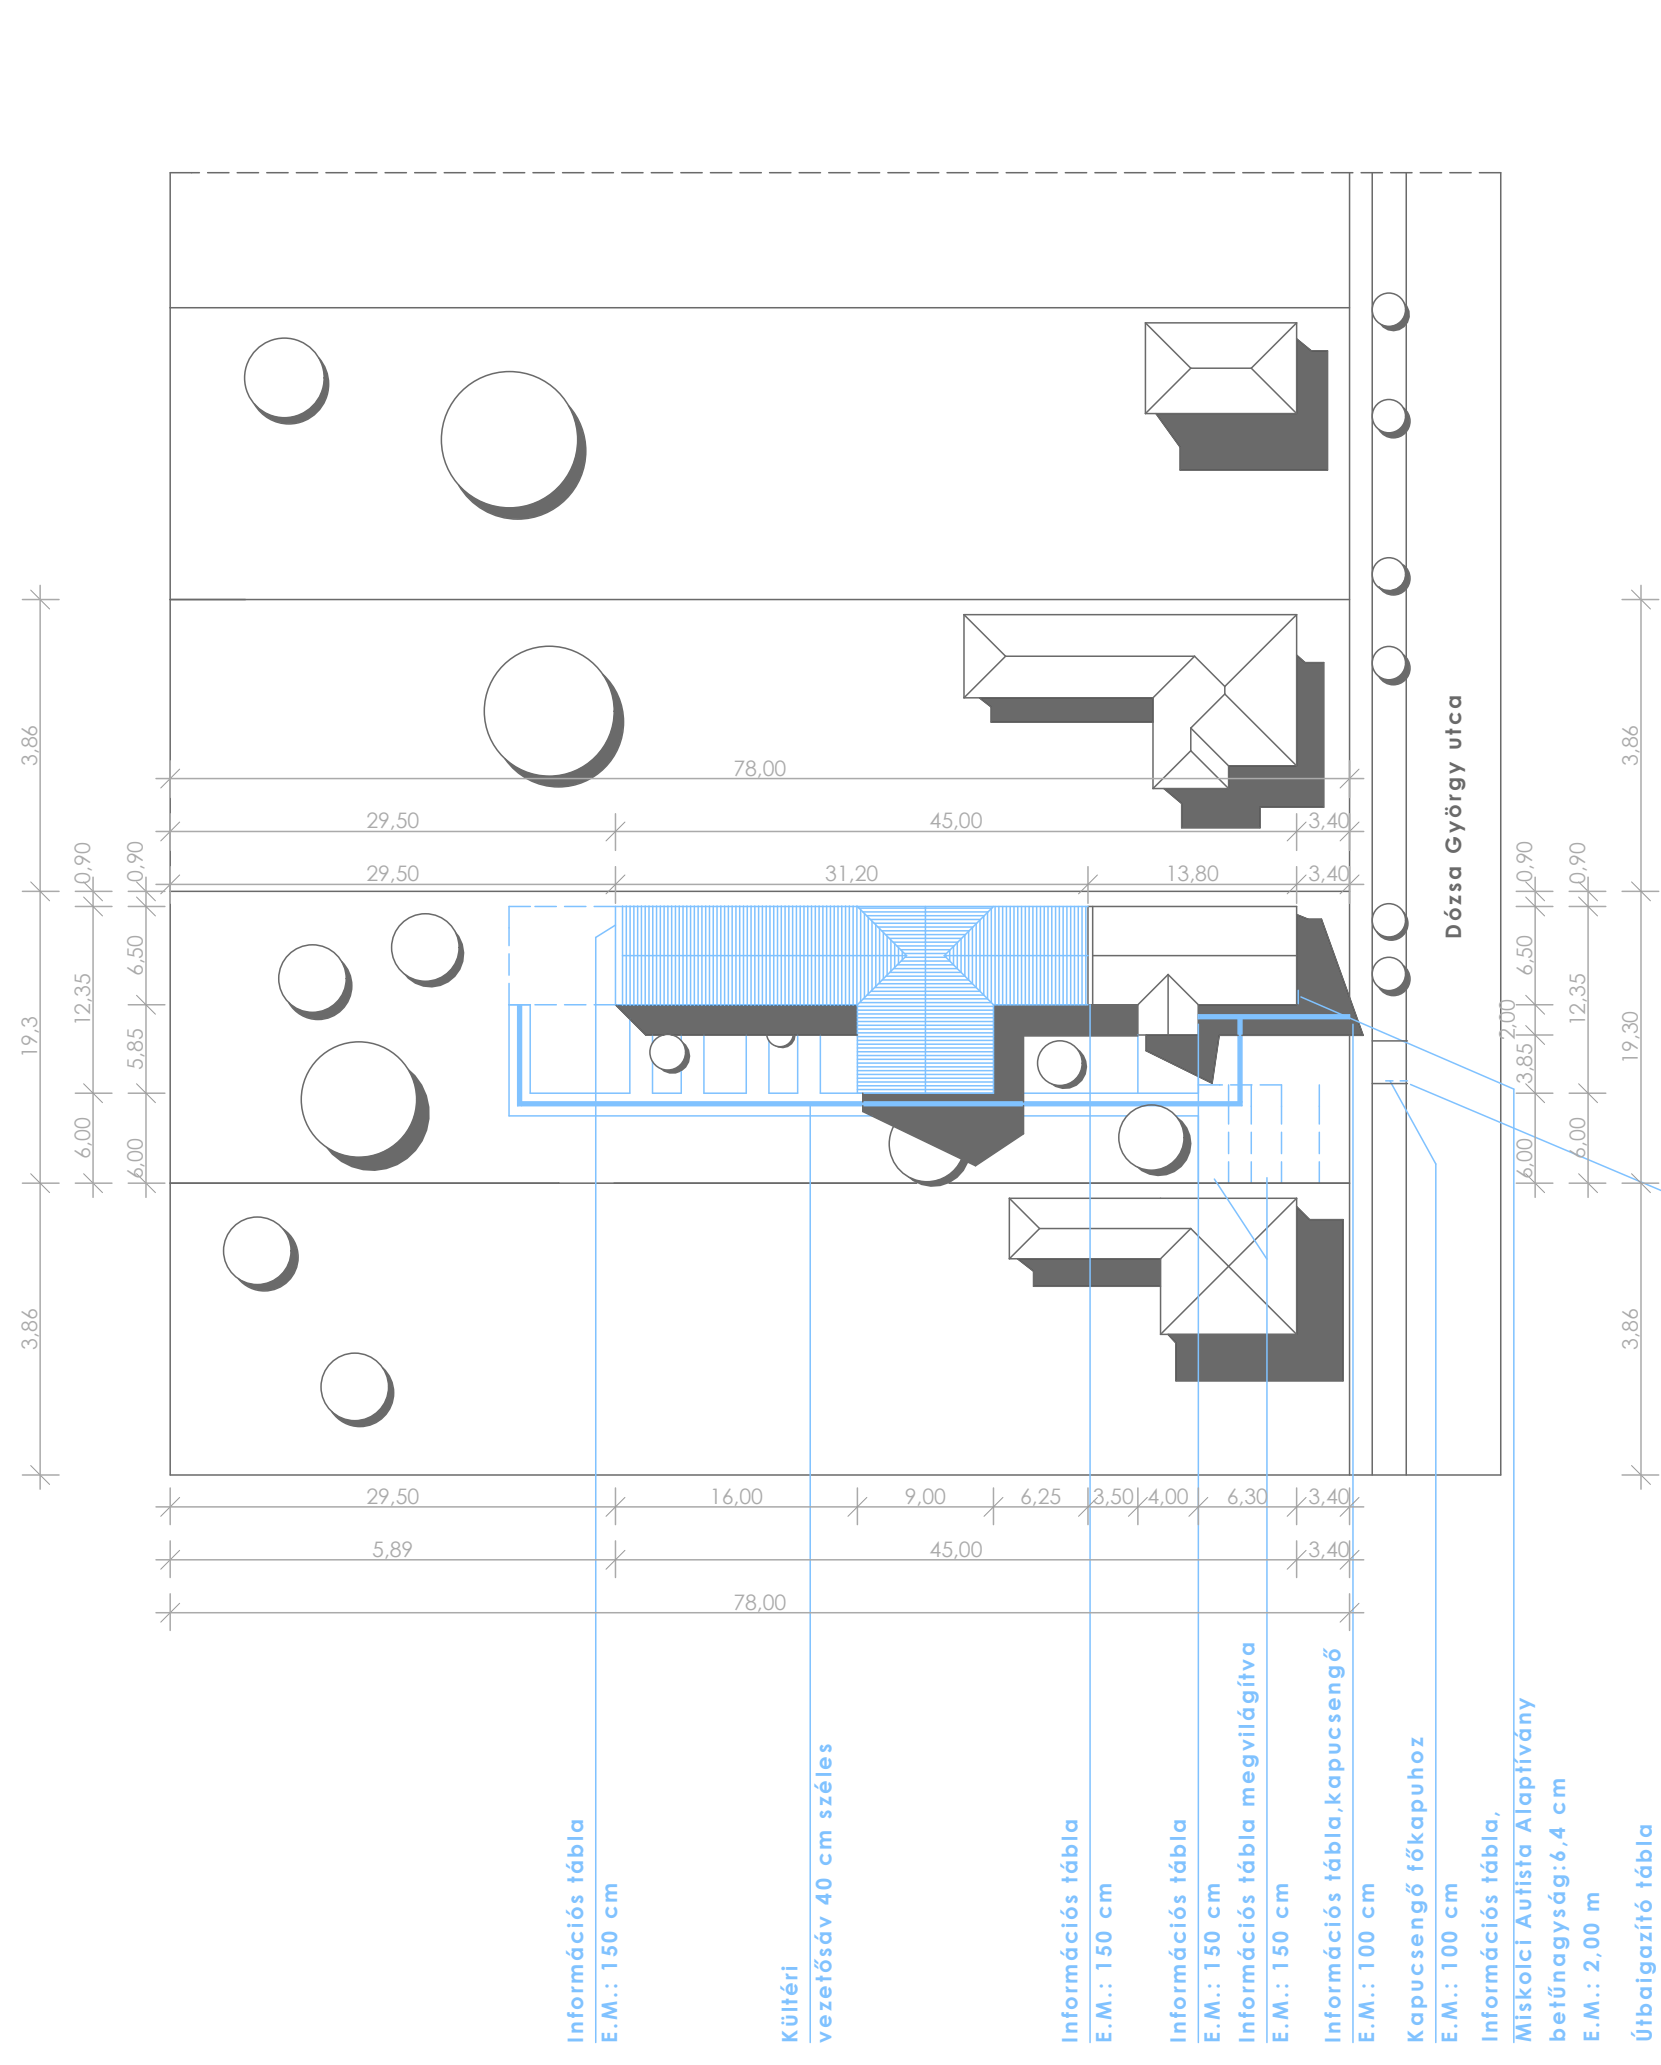 Dózsa György utca
78,00
29,50
45,00
3,40
29,50
31,20
13,80
3,40
3,86
19,3
3,86
0,90
12,35
6,00
0,90
6,50
5,85
6,00
0,90
6,50
2,00
3,85
6,00
0,90
12,35
6,00
3,86
19,30
3,86
29,50
16,00
9,00
6,25
3,50
4,00
6,30
3,40
5,89
45,00
3,40
78,00
Információs tábla
E.M.: 150 cm
Kültéri
vezetősáv 40 cm széles
Információs tábla
E.M.: 150 cm
Információs tábla
E.M.: 150 cm
Információs tábla megvilágítva
E.M.: 150 cm
Információs tábla,kapucsengő
E.M.: 100 cm
Kapucsengő főkapuhoz
E.M.: 100 cm
Információs tábla,
Miskolci Autista Alaptívány
betűnagyság:6,4 cm
E.M.: 2,00 m
Útbaigazító tábla